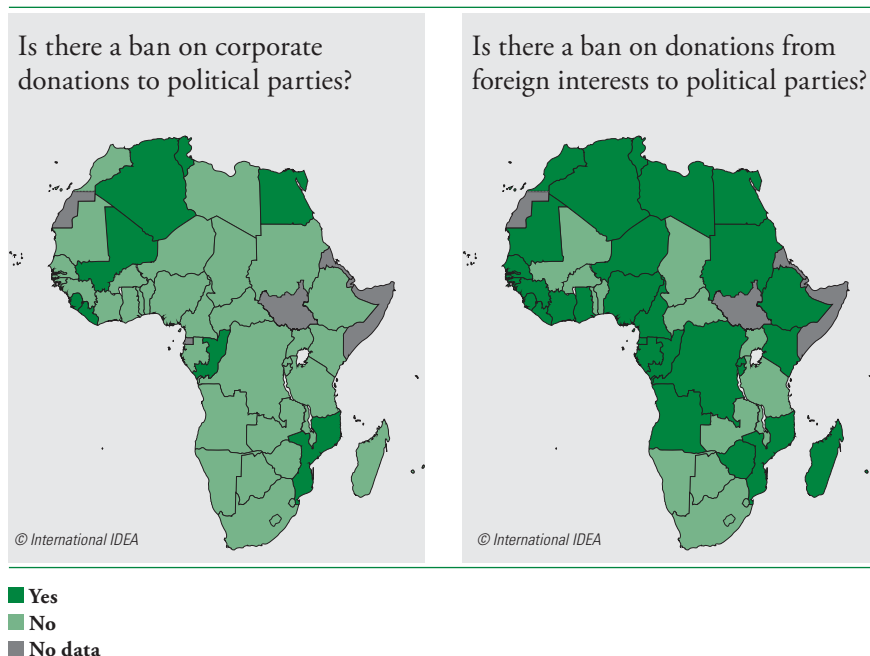 Is there a ban on corporate
donations to political parties?
Is there a ban on donations from
foreign interests to political parties?
© International IDEA
© International IDEA
Yes
No
No data